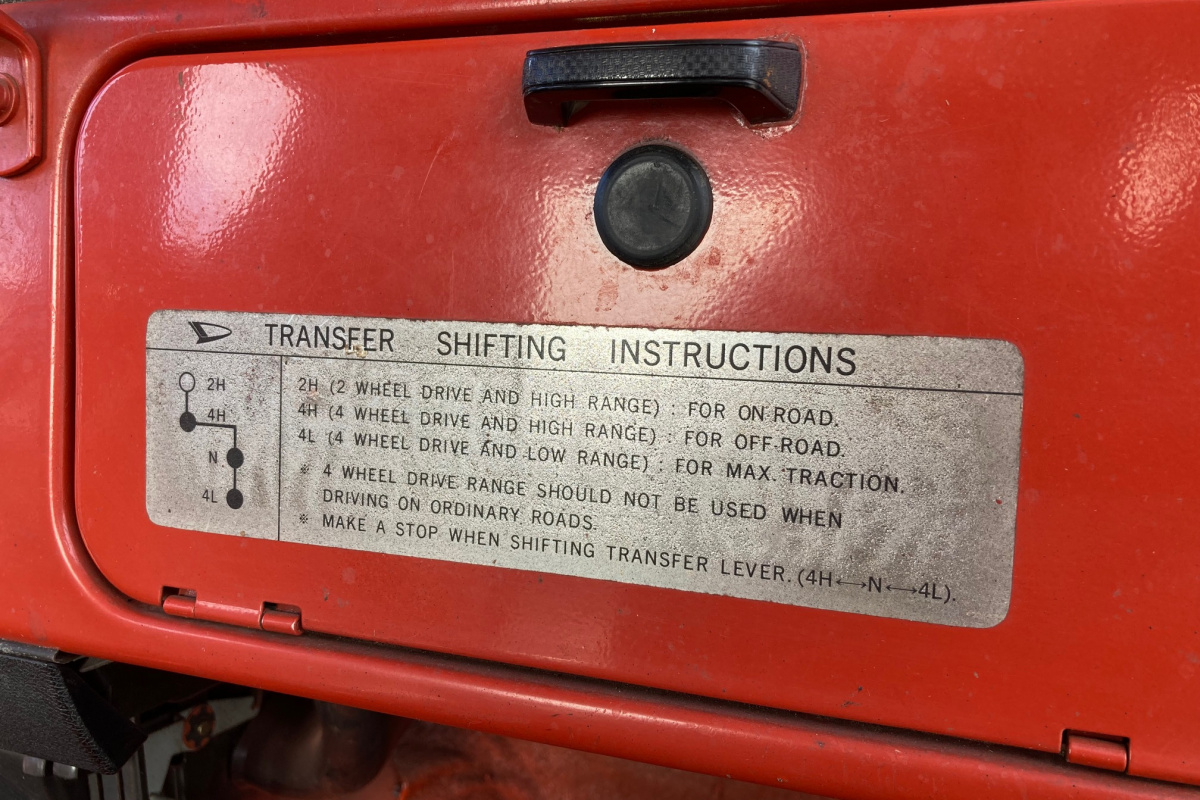 TRANSFER SHIFTING INSTRUCTIONS
2H
4H
N
4L
2H (2 WHEEL DRIVE AND HIGH RANGE) : FOR ON-ROAD.
4H (4 WHEEL DRIVE AND HIGH RANGE) : FOR OFF-ROAD.
4L (4 WHEEL DRIVE AND LOW RANGE) : FOR MAX. TRACTION.
※ 4 WHEEL DRIVE RANGE SHOULD NOT BE USED WHEN
DRIVING ON ORDINARY ROADS.
※ MAKE A STOP WHEN SHIFTING TRANSFER LEVER. (4H⟷N⟷4L).